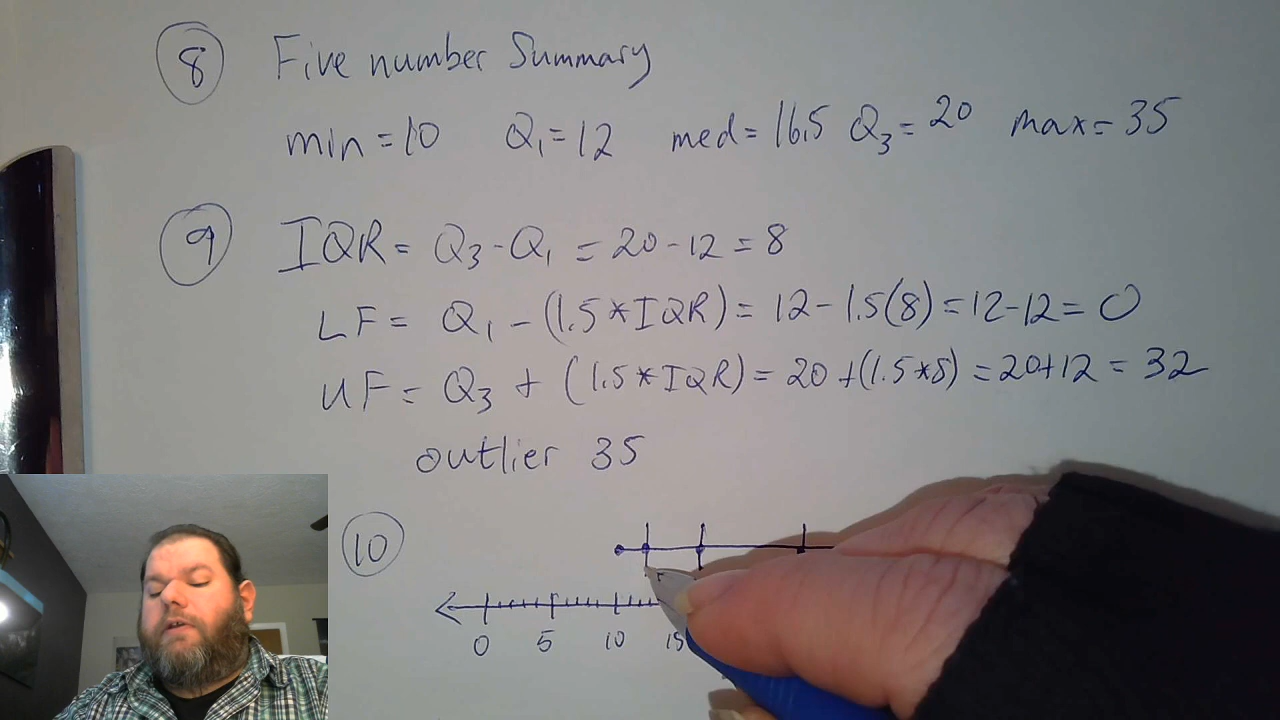 8 Five number Summary
min = 10 Q1 = 12 med = 16.5 Q3 = 20 max = 35
9 IQR = Q3 - Q1 = 20 - 12 = 8
LF = Q1 - (1.5 * IQR) = 12 - 1.5(8) = 12 - 12 = 0
UF = Q3 + (1.5 * IQR) = 20 + (1.5 * 8) = 20 + 12 = 32
outlier 35
10
0 5 10 15